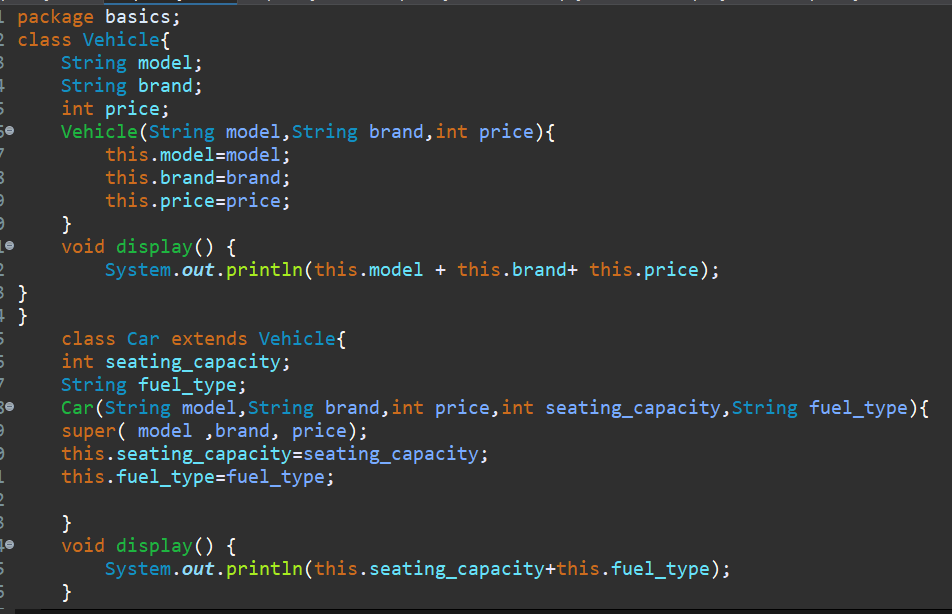 package basics;
class Vehicle{
    String model;
    String brand;
    int price;
    Vehicle(String model,String brand,int price){
        this.model=model;
        this.brand=brand;
        this.price=price;
    }
    void display() {
        System.out.println(this.model + this.brand+ this.price);
}
}
    class Car extends Vehicle{
    int seating_capacity;
    String fuel_type;
    Car(String model,String brand,int price,int seating_capacity,String fuel_type){
    super( model ,brand, price);
    this.seating_capacity=seating_capacity;
    this.fuel_type=fuel_type;

    }
    void display() {
        System.out.println(this.seating_capacity+this.fuel_type);
    }